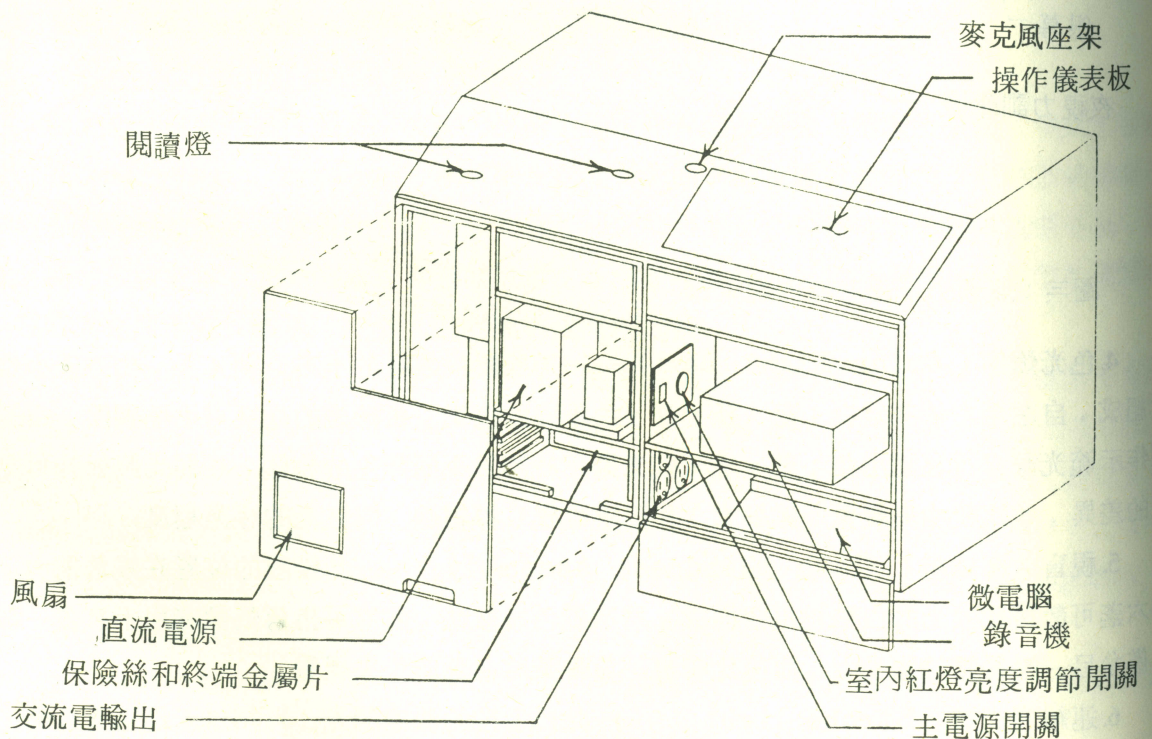 麥克風座架
操作儀表板
閱讀燈
風扇
直流電源
保險絲和終端金屬片
交流電輸出
微電腦
錄音機
室內紅燈亮度調節開關
主電源開關